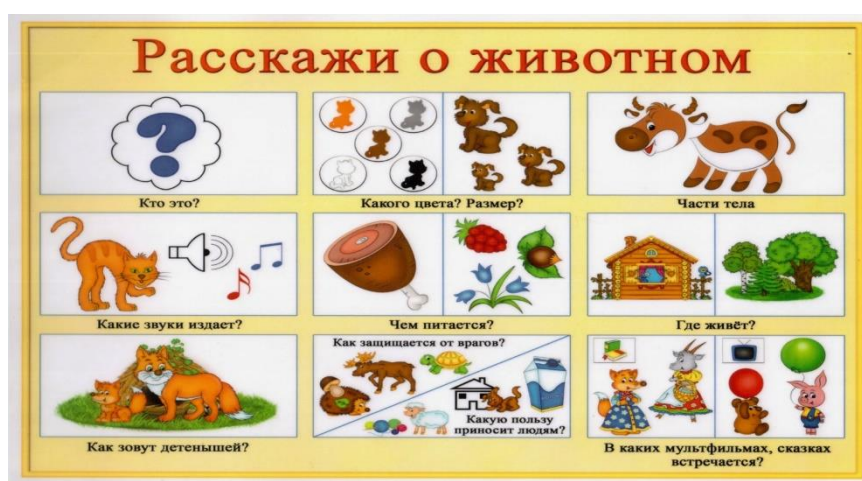 Расскажи о животном
Кто это?
Какого цвета? Размер?
Части тела
Какие звуки издает?
Чем питается?
Где живёт?
Как зовут детенышей?
Как защищается от врагов?
Какую пользу
приносит людям?
В каких мультфильмах, сказках
встречается?